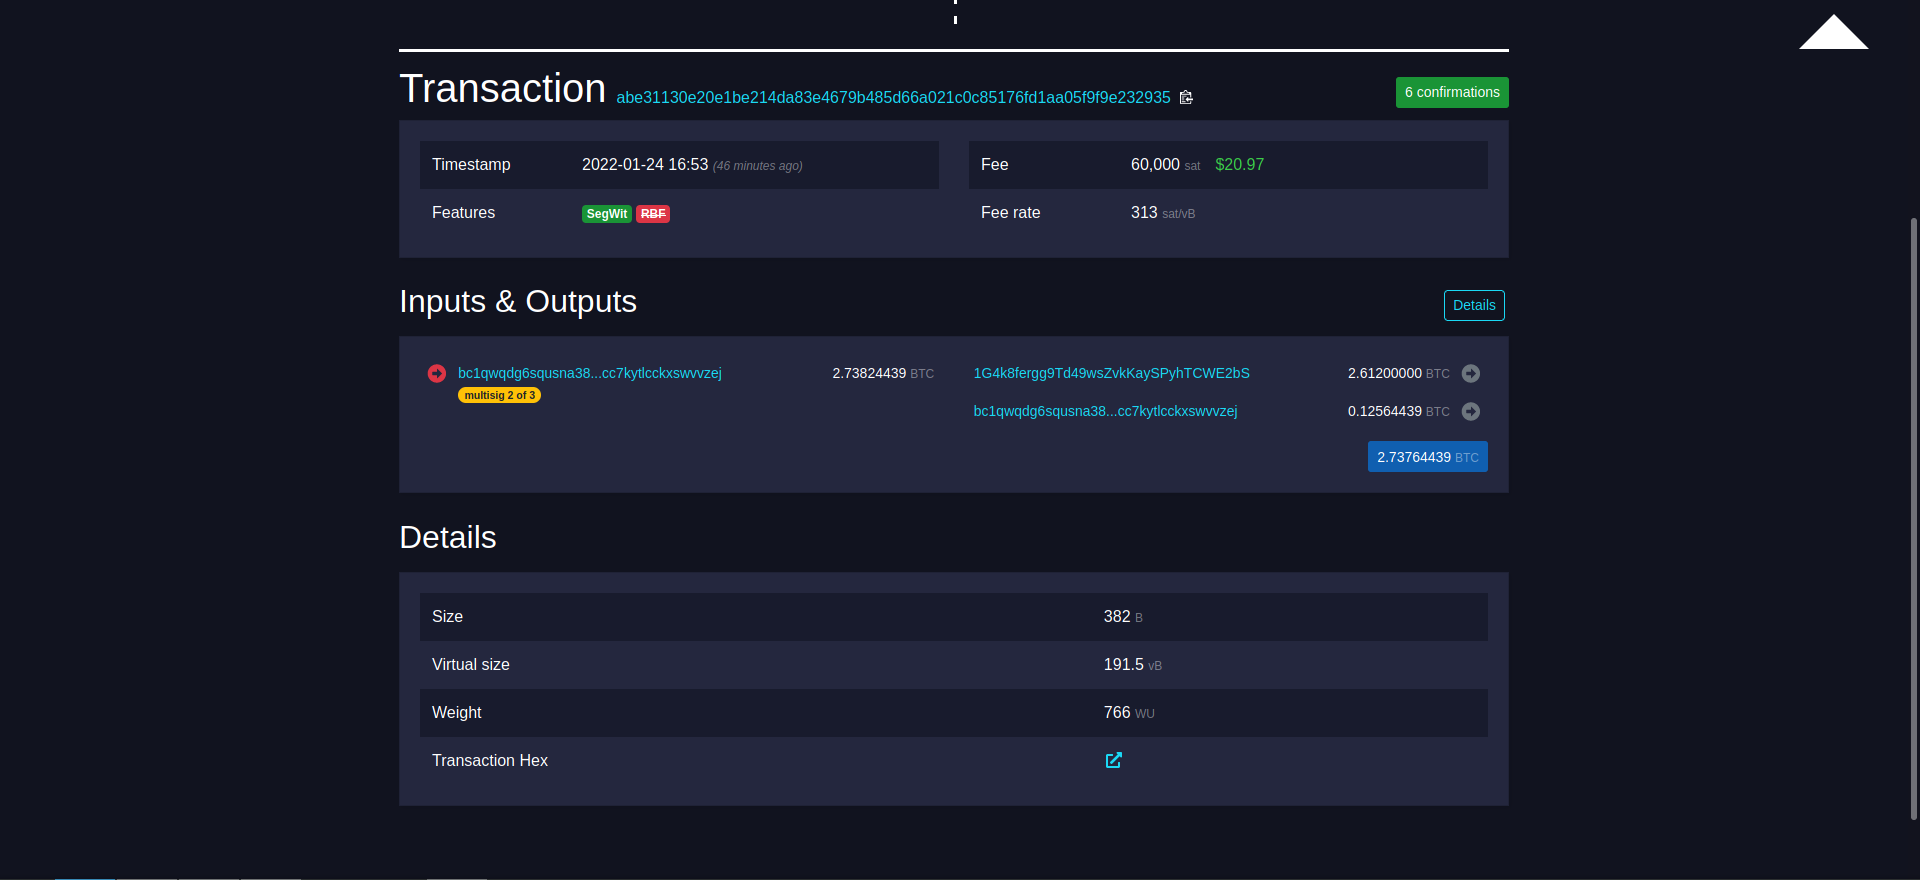 Transaction abe31130e20e1be214da83e4679b485d66a021c0c85176fd1aa05f9f9e232935 6 confirmations
Timestamp 2022-01-24 16:53 (46 minutes ago) Fee 60,000 sat $20.97
Features SegWit RBF Fee rate 313 sat/vB
Inputs & Outputs Details
bc1qwqdg6squsna38...cc7kytlcckxswvvzej 2.73824439 BTC 1G4k8fergg9Td49wsZvkKaySPyhTCWE2bS 2.61200000 BTC
multisig 2 of 3
bc1qwqdg6squsna38...cc7kytlcckxswvvzej 0.12564439 BTC
2.73764439 BTC
Details
Size 382 B
Virtual size 191.5 vB
Weight 766 WU
Transaction Hex